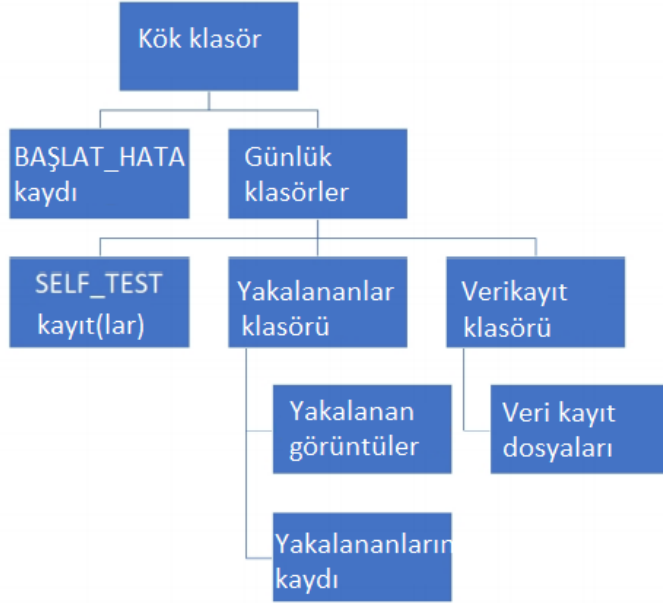 Kök klasör
BAŞLAT_HATA
kaydı
Günlük
klasörler
SELF_TEST
kayıt(lar)
Yakalananlar
klasörü
Verikayıt
klasörü
Yakalanan
görüntüler
Veri kayıt
dosyaları
Yakalananların
kaydı